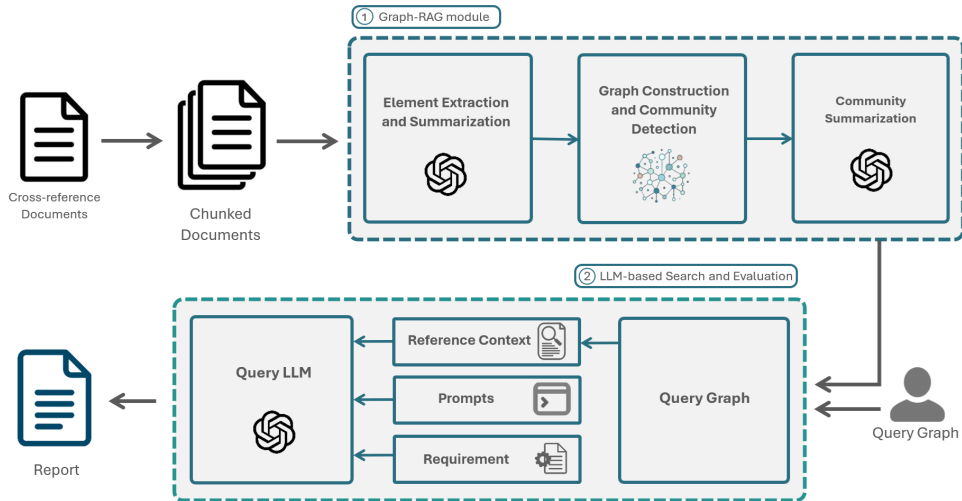 ① Graph-RAG module
Element Extraction
and Summarization
Graph Construction
and Community
Detection
Community
Summarization
Cross-reference
Documents
Chunked
Documents
② LLM-based Search and Evaluation
Query LLM
Reference Context
Prompts
Requirement
Query Graph
Report
Query Graph